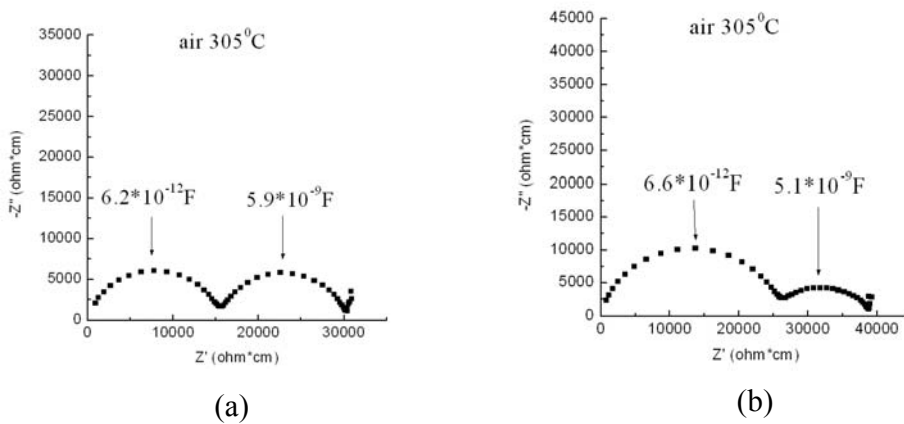 35000
30000
25000
20000
15000
10000
5000
0
-Z" (ohm*cm)
air 305⁰C
6.2*10⁻¹²F
5.9*10⁻⁹F
0 10000 20000 30000
Z' (ohm*cm)
(a)
45000
40000
35000
30000
25000
20000
15000
10000
5000
0
-Z" (ohm*cm)
air 305⁰C
6.6*10⁻¹²F
5.1*10⁻⁹F
0 10000 20000 30000 40000
Z' (ohm*cm)
(b)